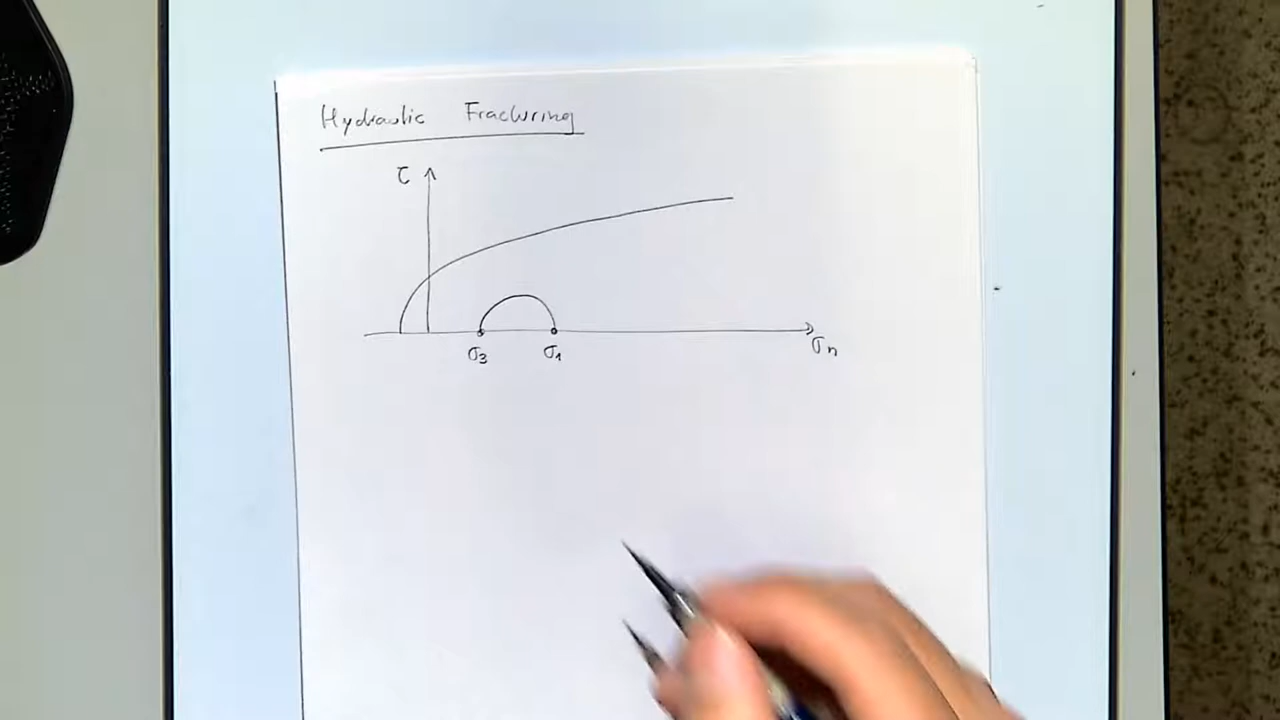 Hydraulic Fracturing
τ
σ3 σ1 σn